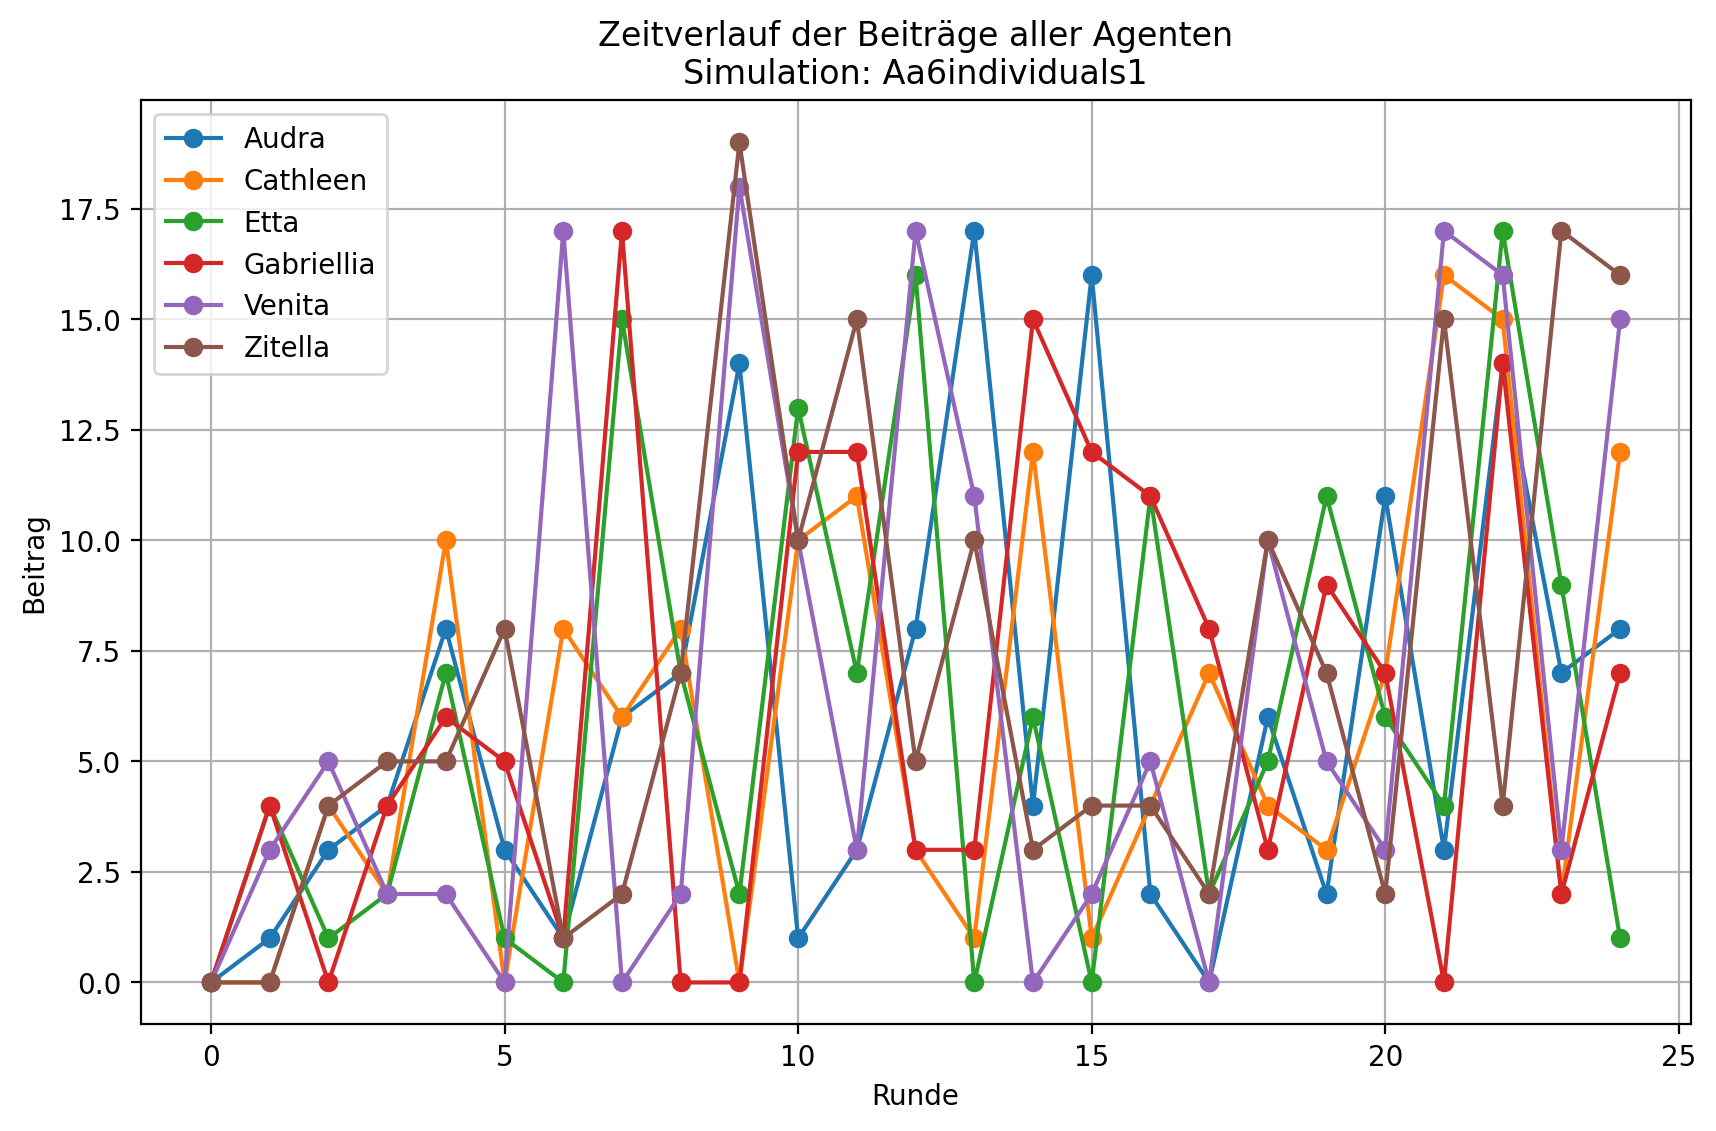 Zeitverlauf der Beiträge aller Agenten
Simulation: Aa6individuals1
Audra
Cathleen
Etta
Gabriellia
Venita
Zitella
17.5
15.0
12.5
10.0
7.5
5.0
2.5
0.0
Beitrag
0 5 10 15 20 25
Runde